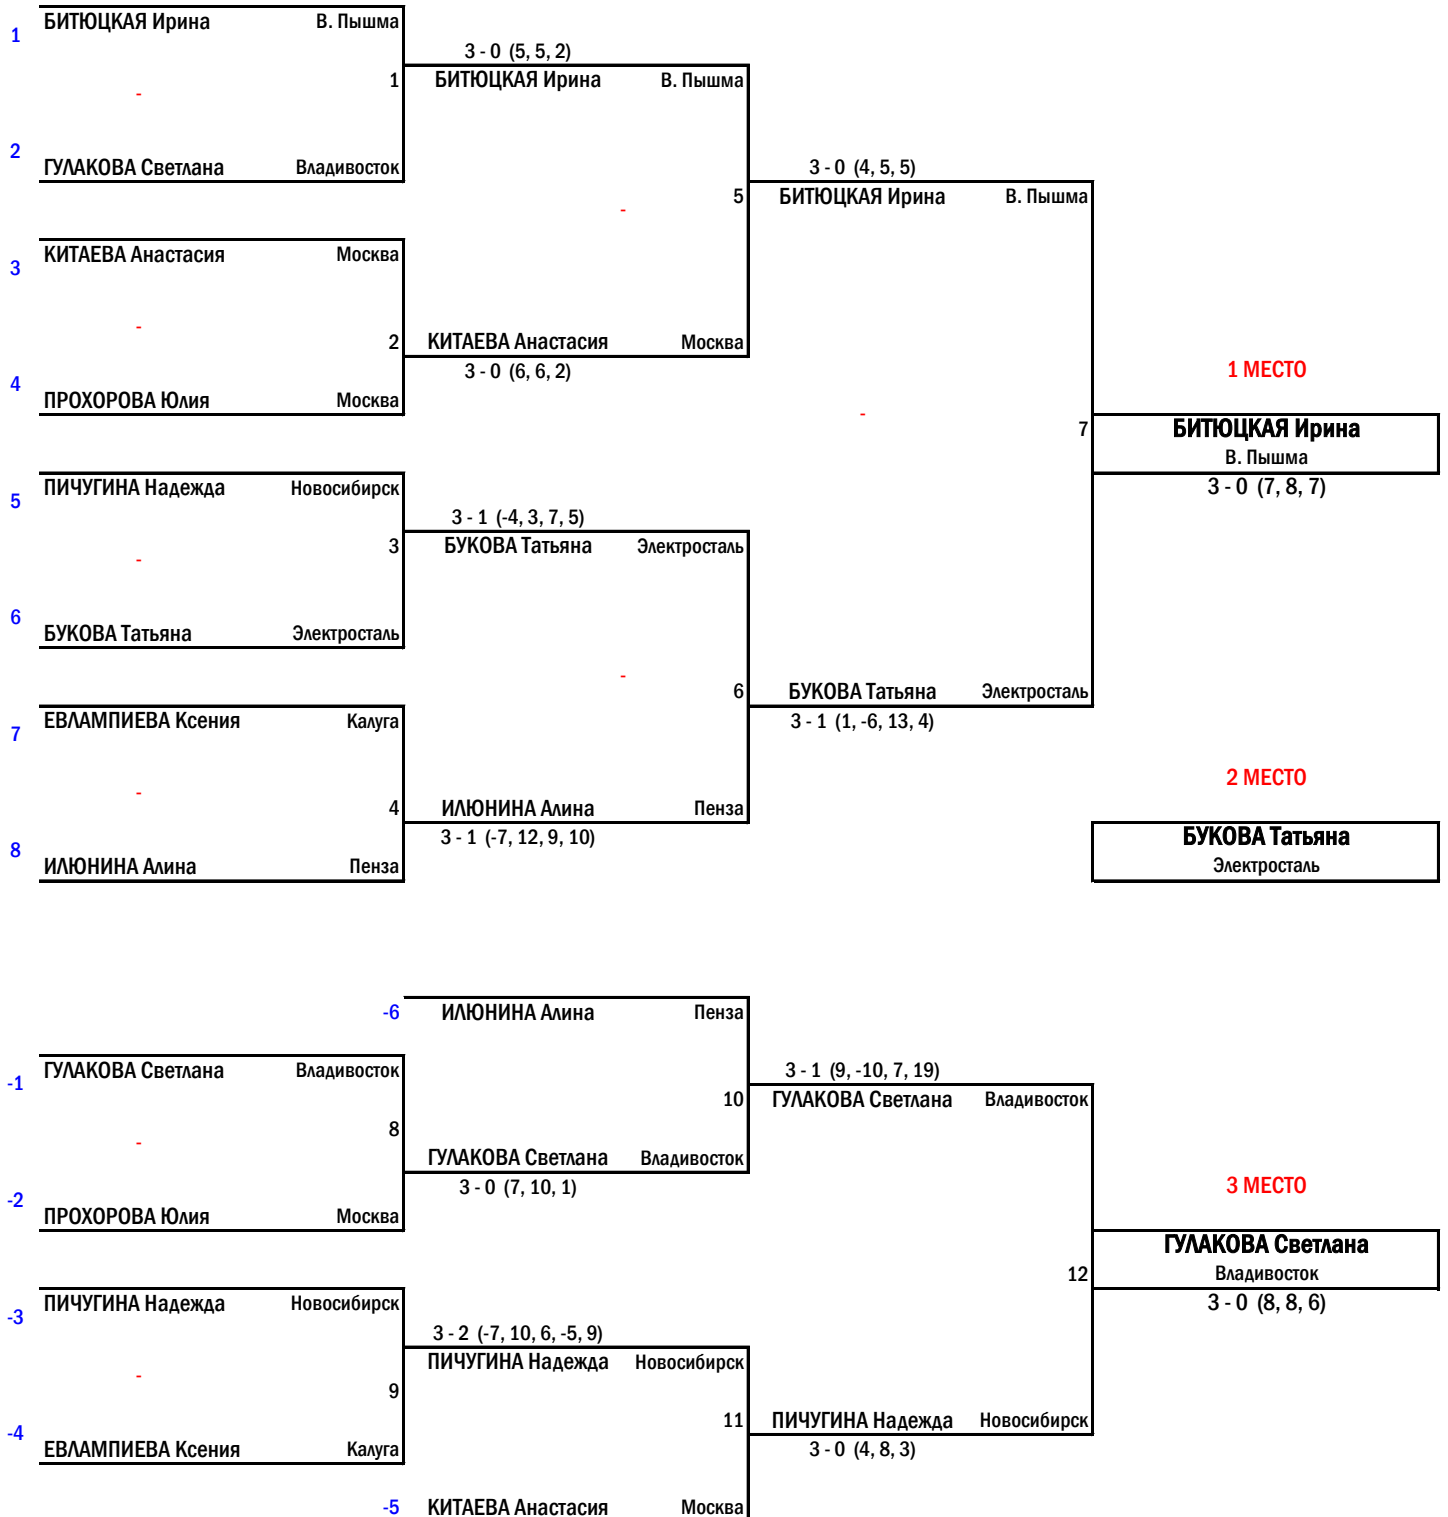 1 БИТЮЦКАЯ Ирина В. Пышма
3 - 0 (5, 5, 2)
1 БИТЮЦКАЯ Ирина В. Пышма
-
2 ГУЛАКОВА Светлана Владивосток
3 - 0 (4, 5, 5)
5 БИТЮЦКАЯ Ирина В. Пышма
-
3 КИТАЕВА Анастасия Москва
-
2 КИТАЕВА Анастасия Москва
3 - 0 (6, 6, 2)
1 МЕСТО
4 ПРОХОРОВА Юлия Москва
-
7 БИТЮЦКАЯ Ирина
В. Пышма
3 - 0 (7, 8, 7)
5 ПИЧУГИНА Надежда Новосибирск
3 - 1 (-4, 3, 7, 5)
3 БУКОВА Татьяна Электросталь
-
6 БУКОВА Татьяна Электросталь
-
6 БУКОВА Татьяна Электросталь
3 - 1 (1, -6, 13, 4)
7 ЕВЛАМПИЕВА Ксения Калуга
2 МЕСТО
-
4 ИЛЮНИНА Алина Пенза
3 - 1 (-7, 12, 9, 10)
БУКОВА Татьяна
Электросталь
8 ИЛЮНИНА Алина Пенза
-6 ИЛЮНИНА Алина Пенза
-1 ГУЛАКОВА Светлана Владивосток
3 - 1 (9, -10, 7, 19)
10 ГУЛАКОВА Светлана Владивосток
-
8
ГУЛАКОВА Светлана Владивосток
3 - 0 (7, 10, 1)
3 МЕСТО
-2 ПРОХОРОВА Юлия Москва
ГУЛАКОВА Светлана
12 Владивосток
3 - 0 (8, 8, 6)
-3 ПИЧУГИНА Надежда Новосибирск
3 - 2 (-7, 10, 6, -5, 9)
ПИЧУГИНА Надежда Новосибирск
-
9
11 ПИЧУГИНА Надежда Новосибирск
3 - 0 (4, 8, 3)
-4 ЕВЛАМПИЕВА Ксения Калуга
-5 КИТАЕВА Анастасия Москва